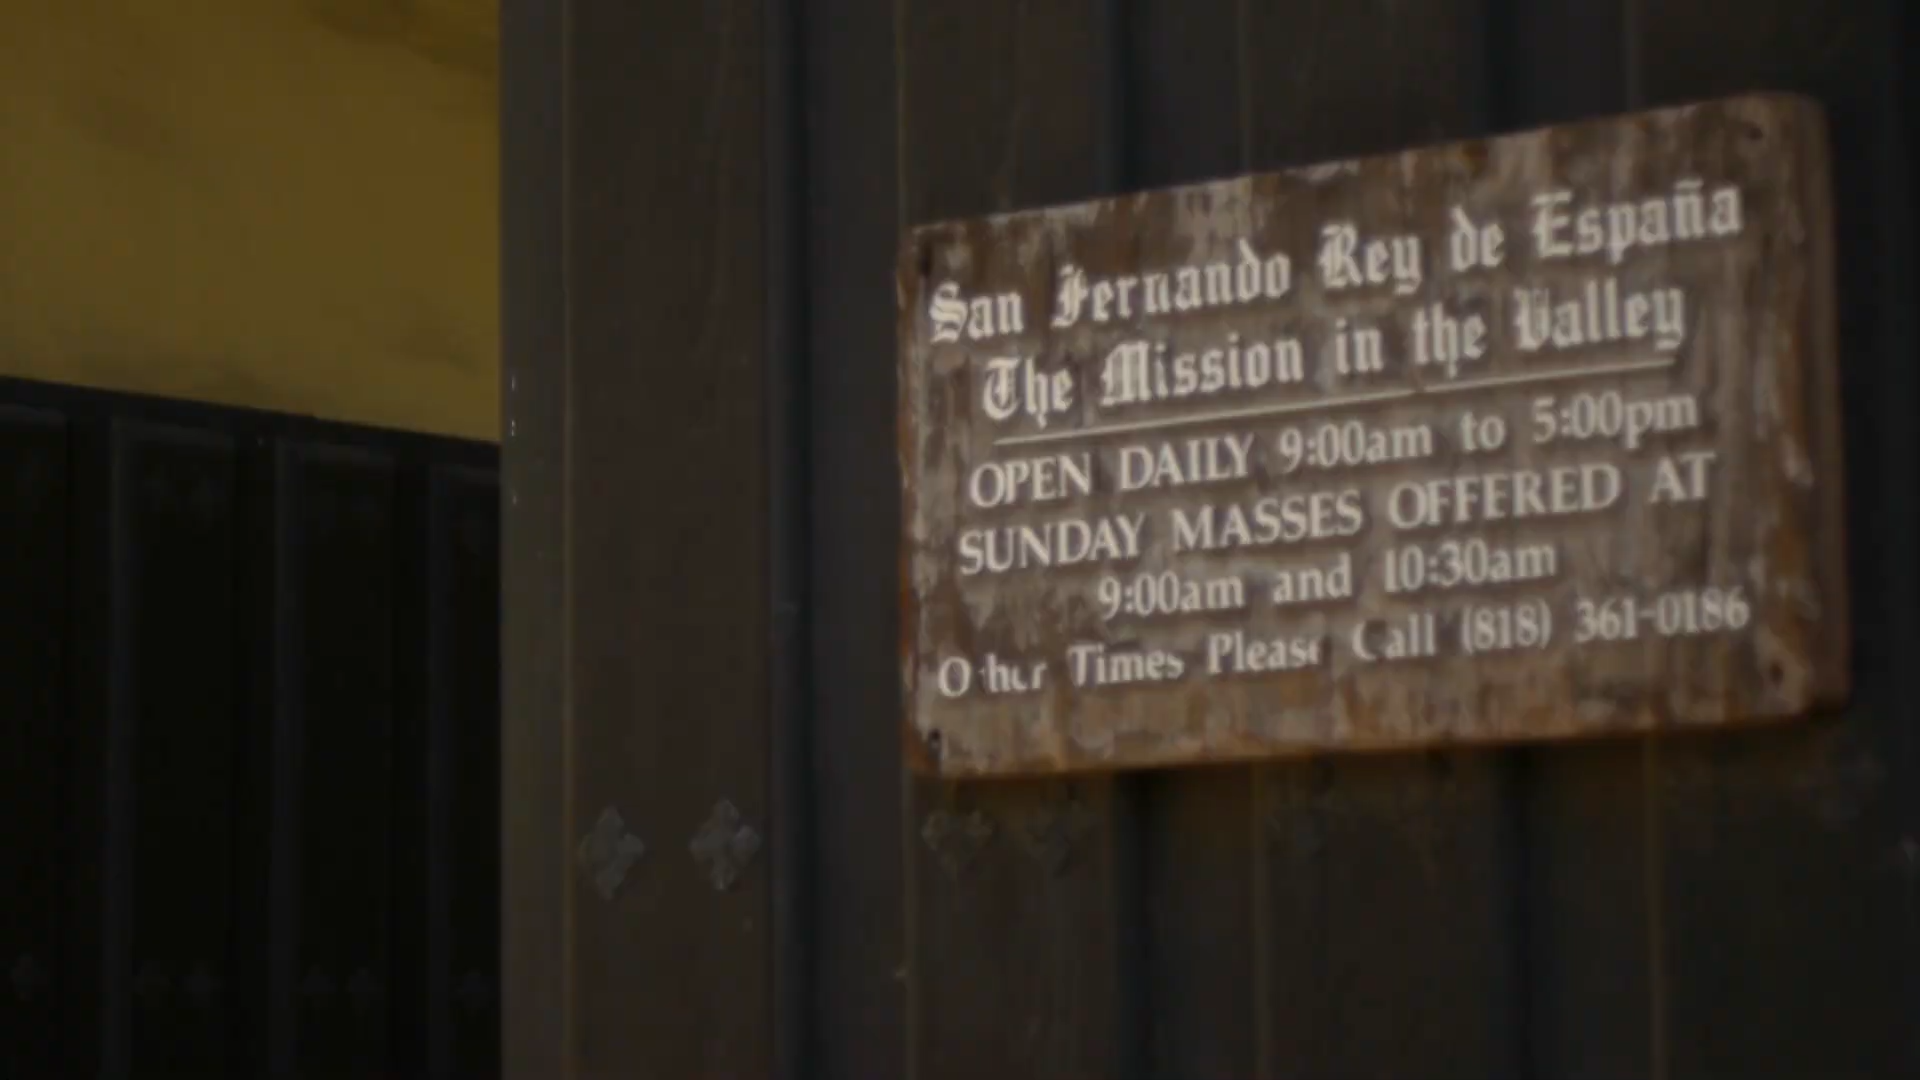 San Fernando Rey de España
The Mission in the Valley
OPEN DAILY 9:00am to 5:00pm
SUNDAY MASSES OFFERED AT
9:00am and 10:30am
Other Times Please Call (818) 361-0186